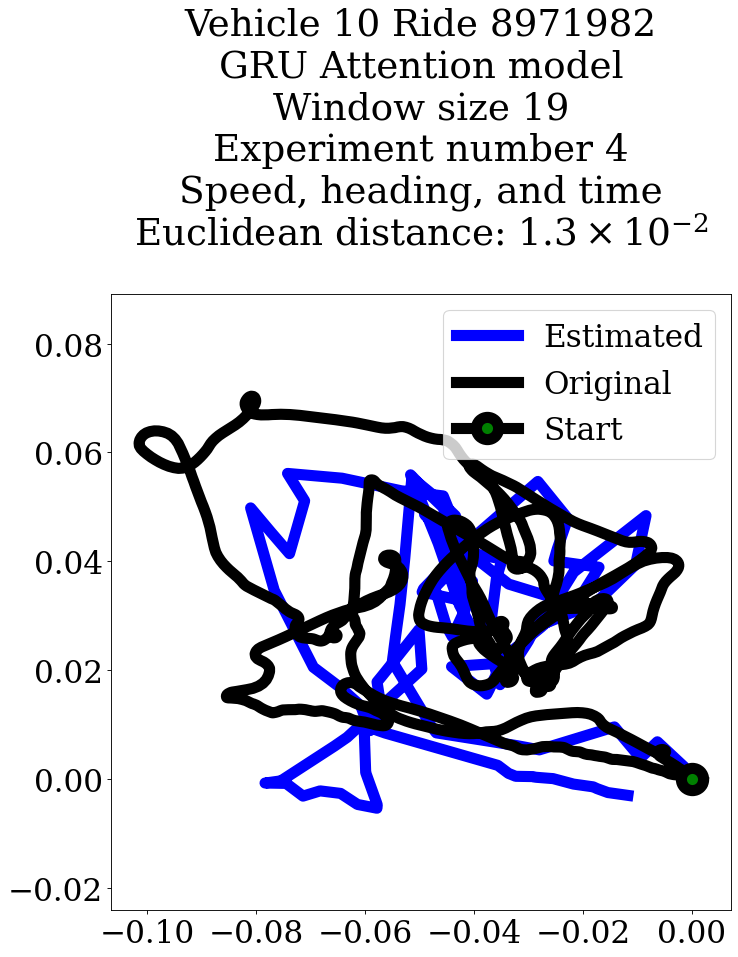 Vehicle 10 Ride 8971982
GRU Attention model
Window size 19
Experiment number 4
Speed, heading, and time
Euclidean distance: 1.3 × 10⁻²
Estimated
Original
Start
0.08
0.06
0.04
0.02
0.00
−0.02
−0.10 −0.08 −0.06 −0.04 −0.02 0.00